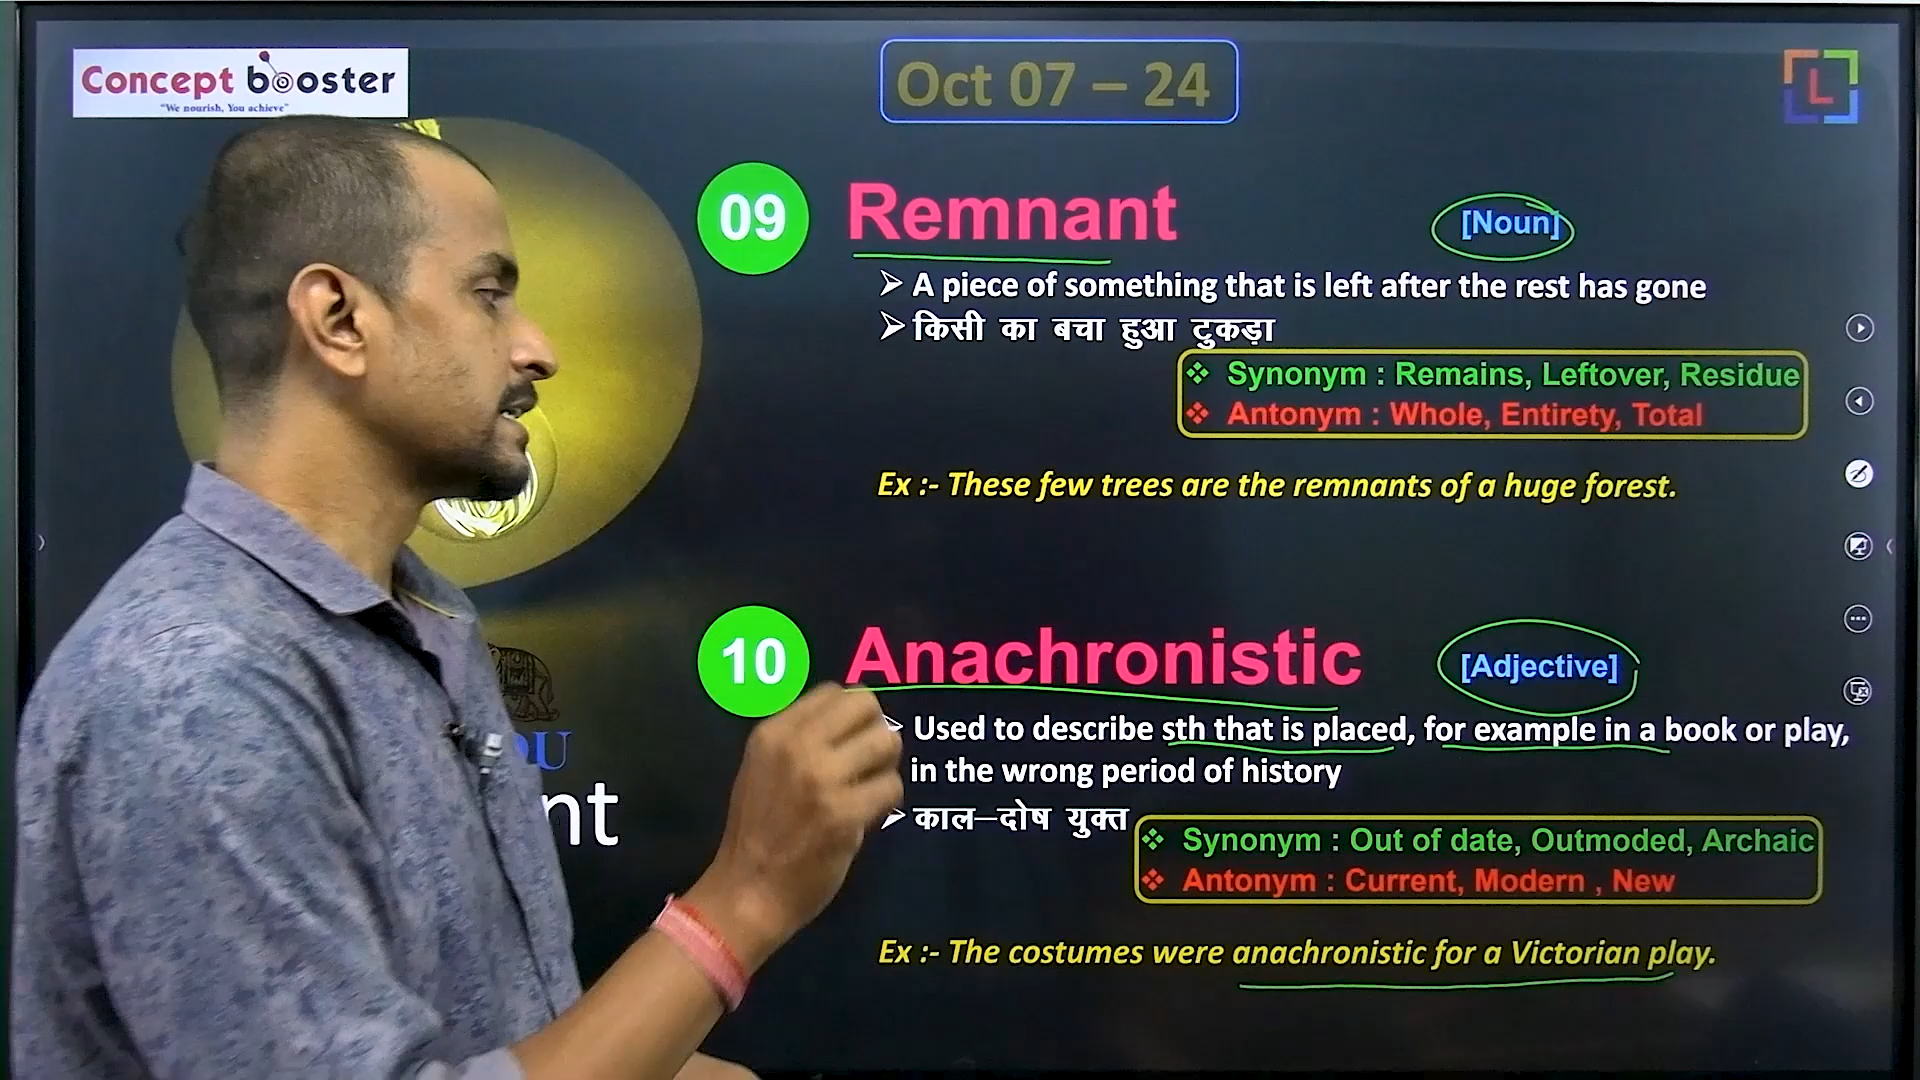 Concept booster
"We nourish, You achieve"
Oct 07 – 24
L
09
Remnant
[Noun]
A piece of something that is left after the rest has gone
किसी का बचा हुआ टुकड़ा
Synonym : Remains, Leftover, Residue
Antonym : Whole, Entirety, Total
Ex :- These few trees are the remnants of a huge forest.
10
Anachronistic
[Adjective]
Used to describe sth that is placed, for example in a book or play,
in the wrong period of history
काल–दोष युक्त
Synonym : Out of date, Outmoded, Archaic
Antonym : Current, Modern , New
Ex :- The costumes were anachronistic for a Victorian play.